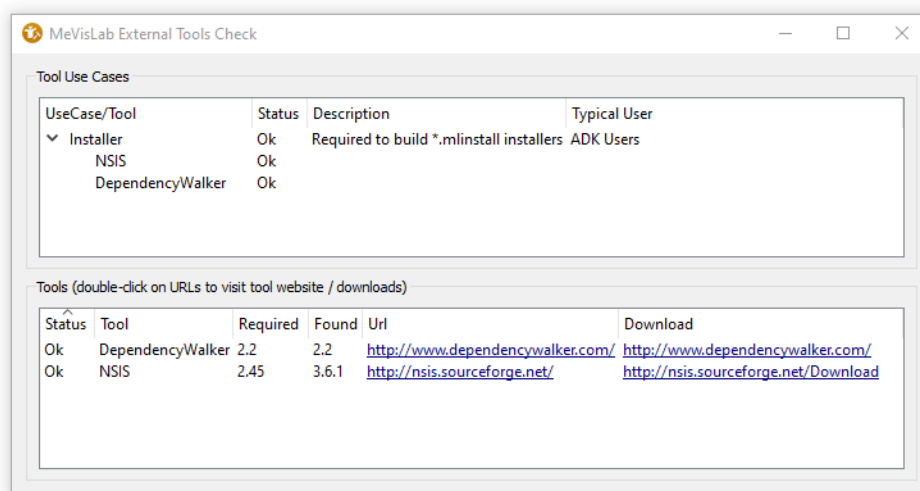 MeVisLab External Tools Check
Tool Use Cases
UseCase/Tool Status Description Typical User
Installer Ok Required to build *.mlinstall installers ADK Users
NSIS Ok
DependencyWalker Ok
Tools (double-click on URLs to visit tool website / downloads)
Status Tool Required Found Url Download
Ok DependencyWalker 2.2 2.2 http://www.dependencywalker.com/ http://www.dependencywalker.com/
Ok NSIS 2.45 3.6.1 http://nsis.sourceforge.net/ http://nsis.sourceforge.net/Download